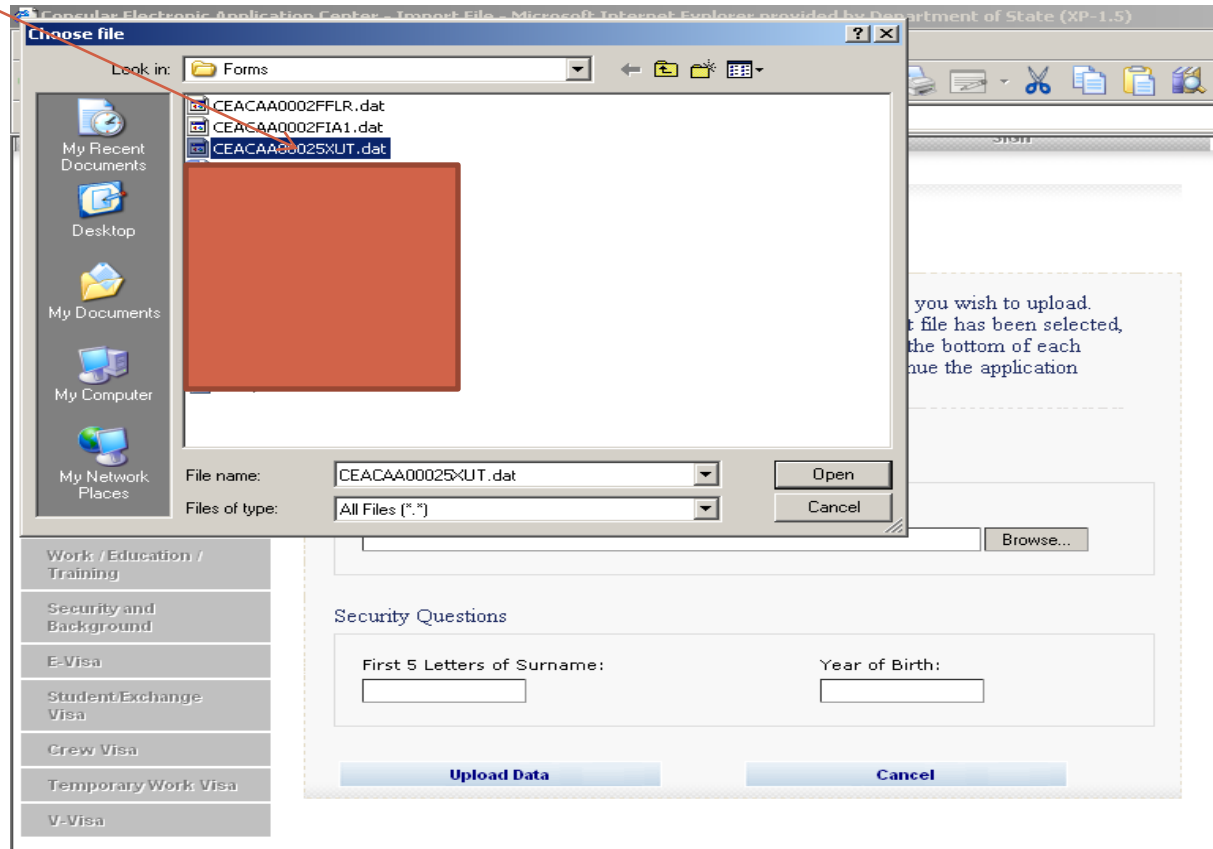 Consular Electronic Application Center - Import File - Microsoft Internet Explorer provided by Department of State (XP-1.5)
Choose file
Look in: Forms
CEACAA0002FFLR.dat
CEACAA0002FIA1.dat
CEACAA00025XUT.dat
My Recent
Documents
Desktop
My Documents
My Computer
My Network
Places
File name: CEACAA00025XUT.dat Open
Files of type: All Files (*.*) Cancel
Sign
you wish to upload.
file has been selected,
the bottom of each
the application
Browse...
Work / Education /
Training
Security and
Background
E-Visa
Student/Exchange
Visa
Crew Visa
Temporary Work Visa
V-Visa
Security Questions
First 5 Letters of Surname: Year of Birth:
Upload Data Cancel